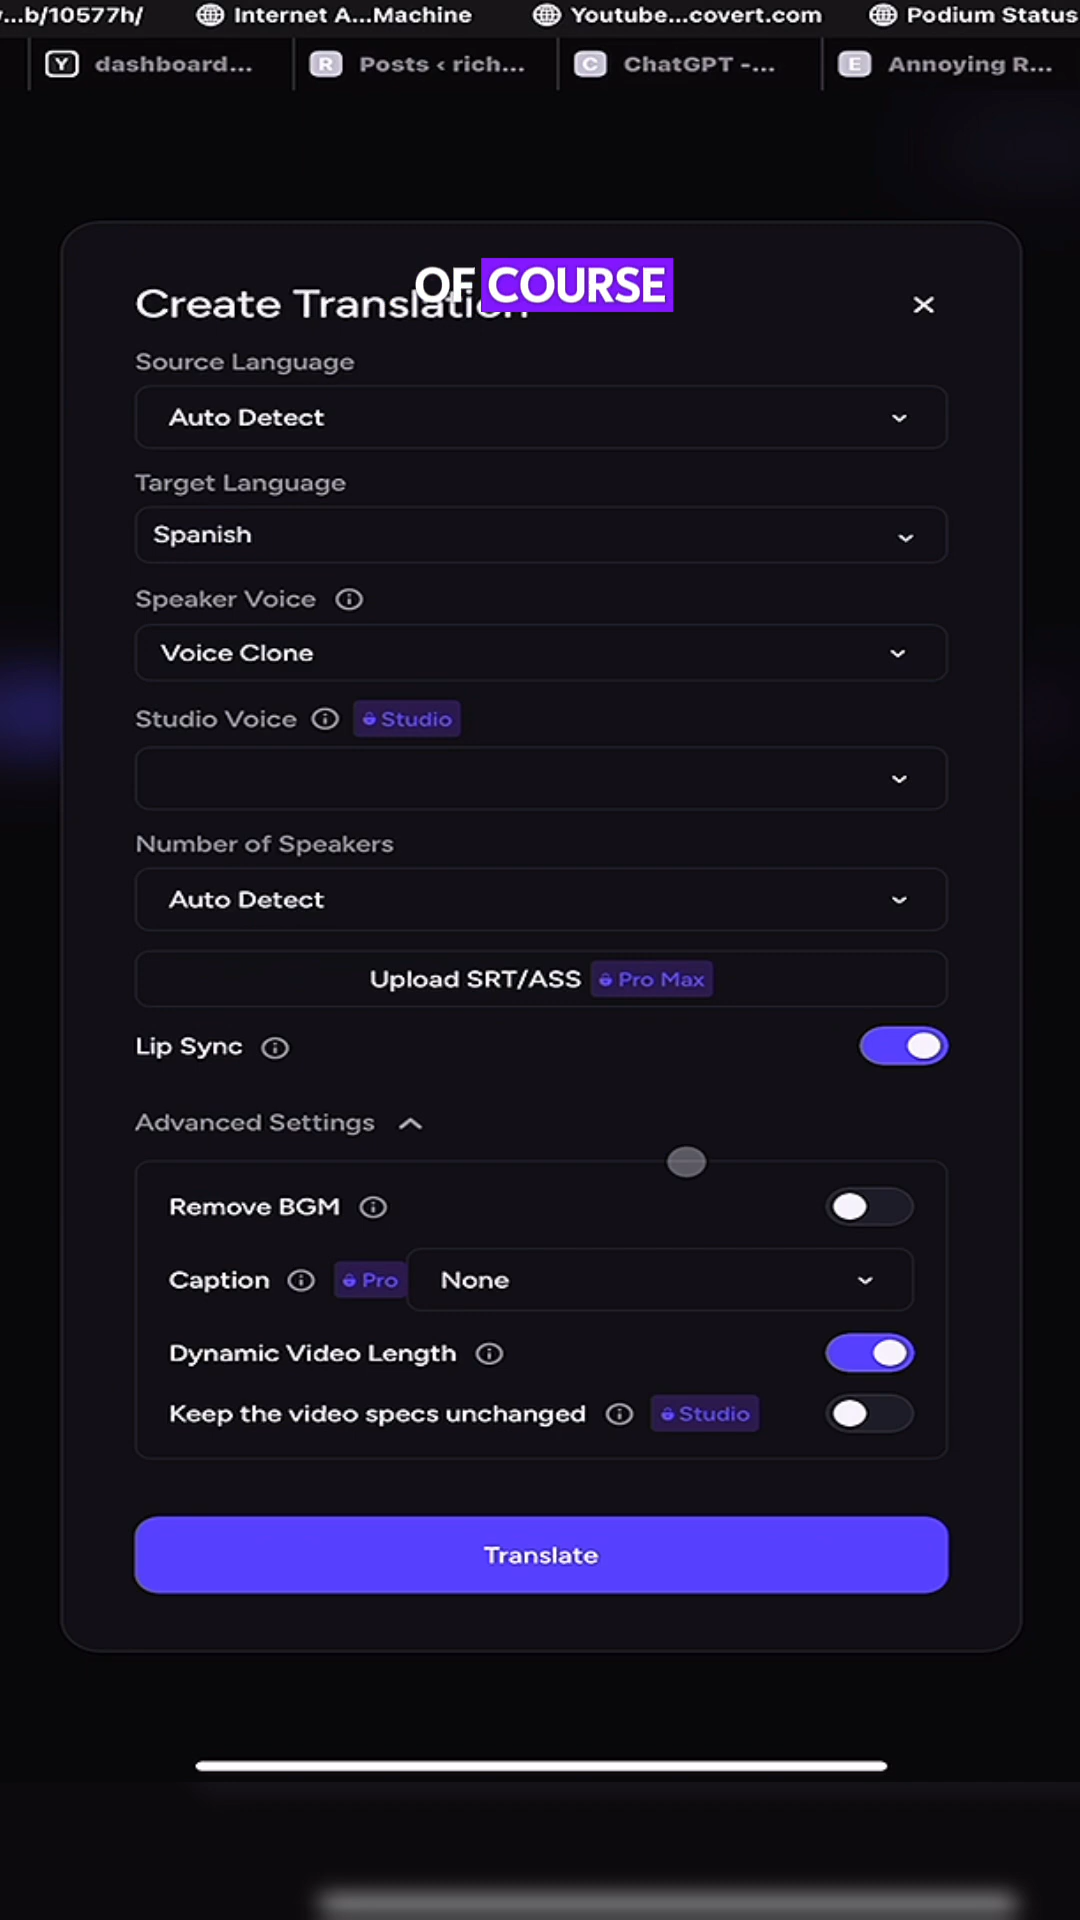 ...b/10577h/ Internet A...Machine Youtube...covert.com Podium Status
Y dashboard... R Posts ‹ rich... C ChatGPT -... E Annoying R...
OF COURSE
Create Translation
Source Language
Auto Detect
Target Language
Spanish
Speaker Voice
Voice Clone
Studio Voice Studio
Number of Speakers
Auto Detect
Upload SRT/ASS Pro Max
Lip Sync
Advanced Settings
Remove BGM
Caption Pro None
Dynamic Video Length
Keep the video specs unchanged Studio
Translate